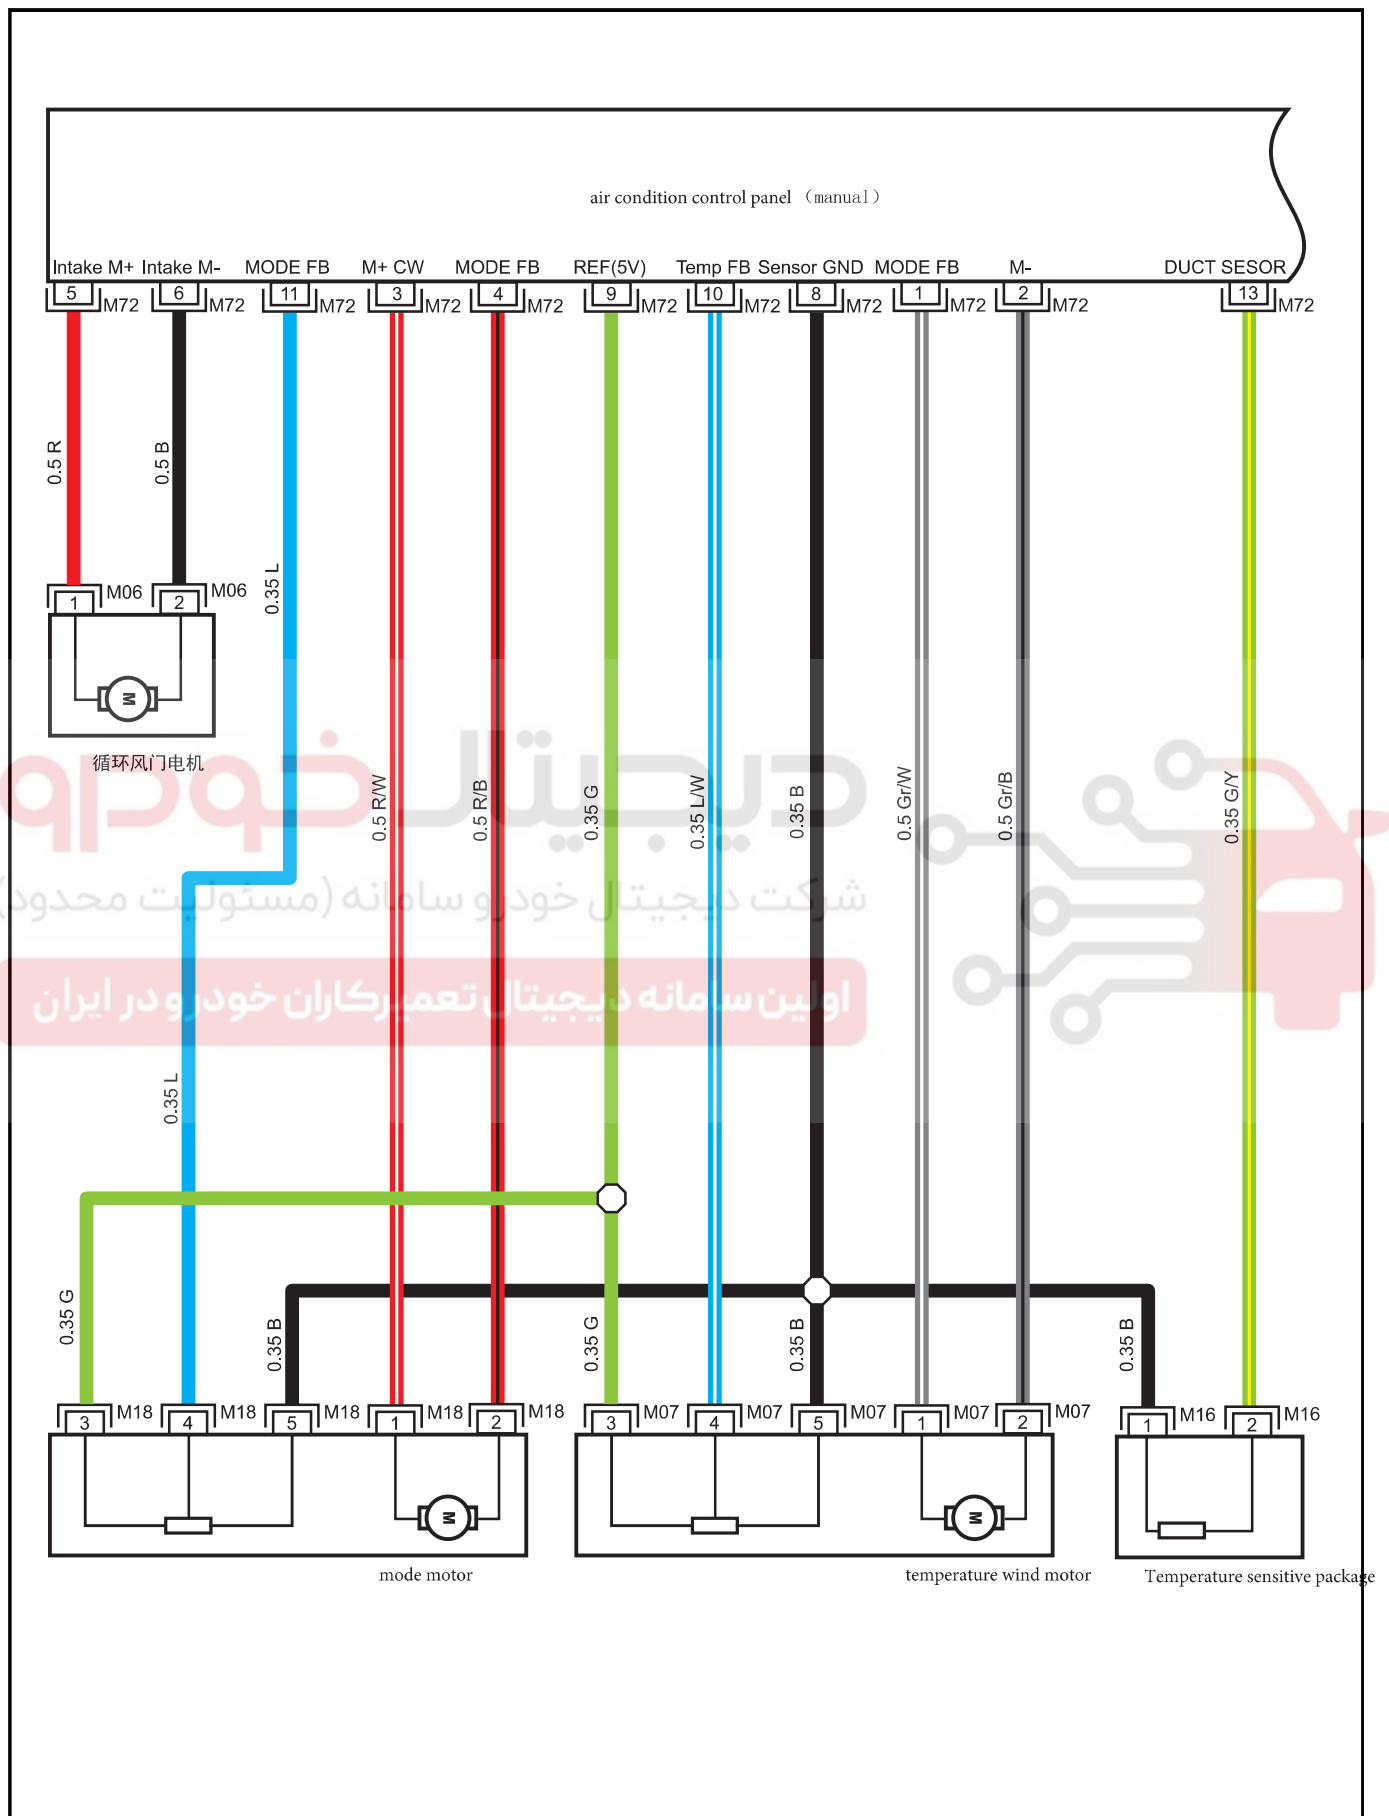 air condition control panel （manual）
Intake M+ Intake M- MODE FB M+ CW MODE FB REF(5V) Temp FB Sensor GND MODE FB M- DUCT SESOR
5 M72 6 M72 11 M72 3 M72 4 M72 9 M72 10 M72 8 M72 1 M72 2 M72 13 M72
0.5 R 0.5 B
0.35 L
1 M06 2 M06
M
循环风门电机
0.5 R/W 0.5 R/B 0.35 G 0.35 L/W 0.35 B 0.5 Gr/W 0.5 Gr/B 0.35 G/Y
دیجیتال خودرو
شرکت دیجیتال خودرو سامانه (مسئولیت محدود)
اولین سامانه دیجیتال تعمیرکاران خودرو در ایران
0.35 L
0.35 G 0.35 B 0.35 G 0.35 B 0.35 B
3 M18 4 M18 5 M18 1 M18 2 M18 3 M07 4 M07 5 M07 1 M07 2 M07 1 M16 2 M16
M M
mode motor temperature wind motor Temperature sensitive package